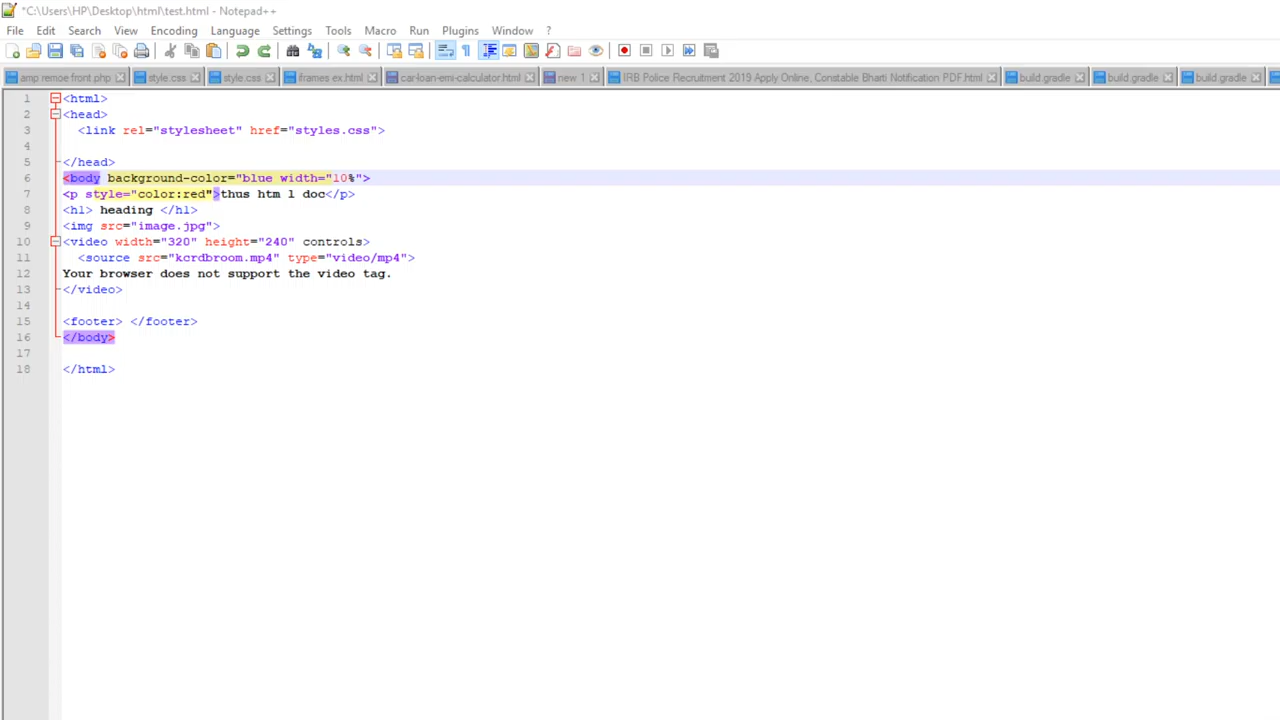 *C:\Users\HP\Desktop\html\test.html - Notepad++
File Edit Search View Encoding Language Settings Tools Macro Run Plugins Window ?
amp remoe front.php style.css style.css frames ex.html car-loan-emi-calculator.html new 1 IRB Police Recruitment 2019 Apply Online, Constable Bharti Notification PDF.html build.gradle build.gradle build.gradle
1 <html>
2 <head>
3 <link rel="stylesheet" href="styles.css">
4
5 </head>
6 <body background-color="blue width="10%">
7 <p style="color:red">thus htm l doc</p>
8 <h1> heading </h1>
9 <img src="image.jpg">
10 <video width="320" height="240" controls>
11 <source src="kcrdbroom.mp4" type="video/mp4">
12 Your browser does not support the video tag.
13 </video>
14
15 <footer> </footer>
16 </body>
17
18 </html>